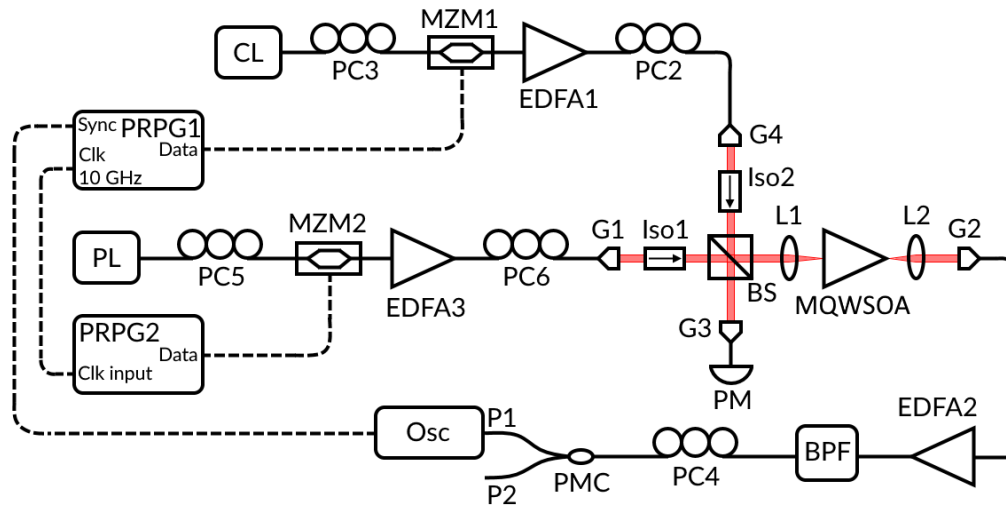 MZM1
CL
PC3
EDFA1
PC2
Sync PRPG1
Data
Clk
10 GHz
G4
Iso2
MZM2
G1
Iso1
L1
L2
G2
PL
PC5
EDFA3
PC6
BS
MQWSOA
PRPG2
Data
Clk input
G3
PM
EDFA2
Osc
P1
P2
PMC
PC4
BPF